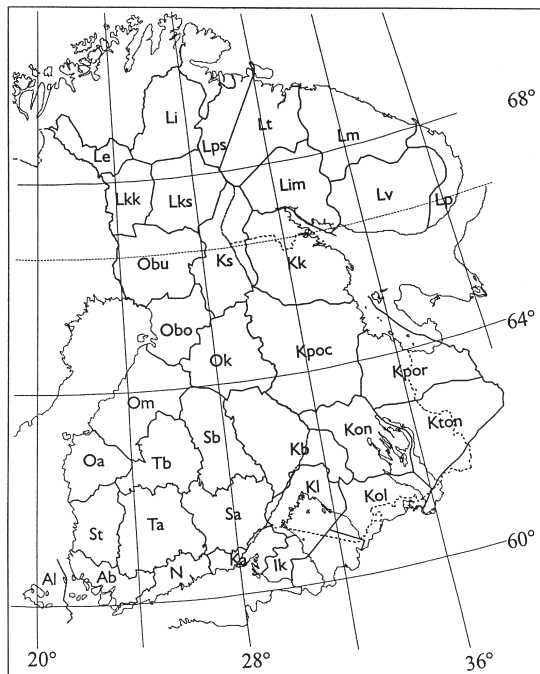 68°
Li
Lps
Lt
Lm
Le
Lkk
Lks
Lim
Lv
Lp
Obu
Ks
Kk
64°
Obo
Ok
Kpoc
Kpor
Om
Sb
Kb
Kon
Kton
Oa
Tb
Kl
Kol
St
Ta
Sa
60°
Al
Ab
N
Ka
Ik
20°
28°
36°